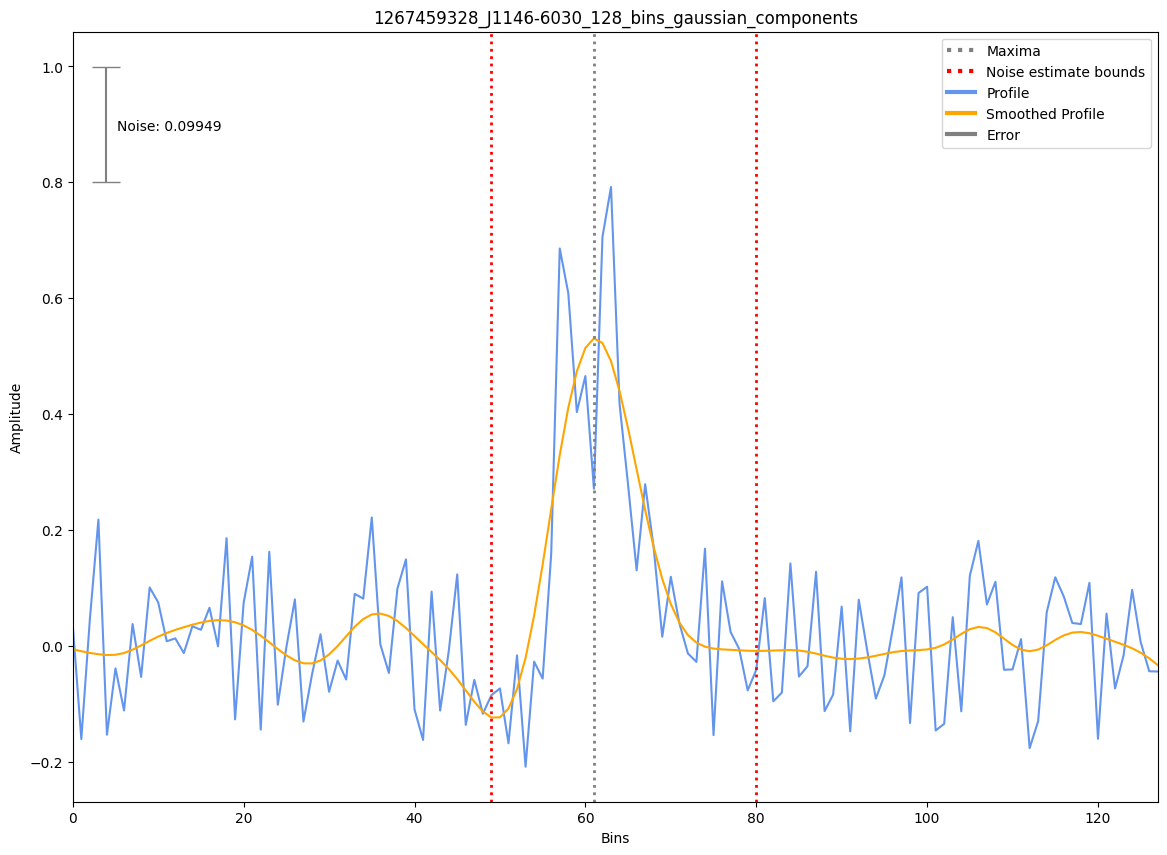 1267459328_J1146-6030_128_bins_gaussian_components
Maxima
Noise estimate bounds
Profile
Smoothed Profile
Error
Noise: 0.09949
1.0
0.8
0.6
0.4
0.2
0.0
−0.2
Amplitude
0 20 40 60 80 100 120
Bins